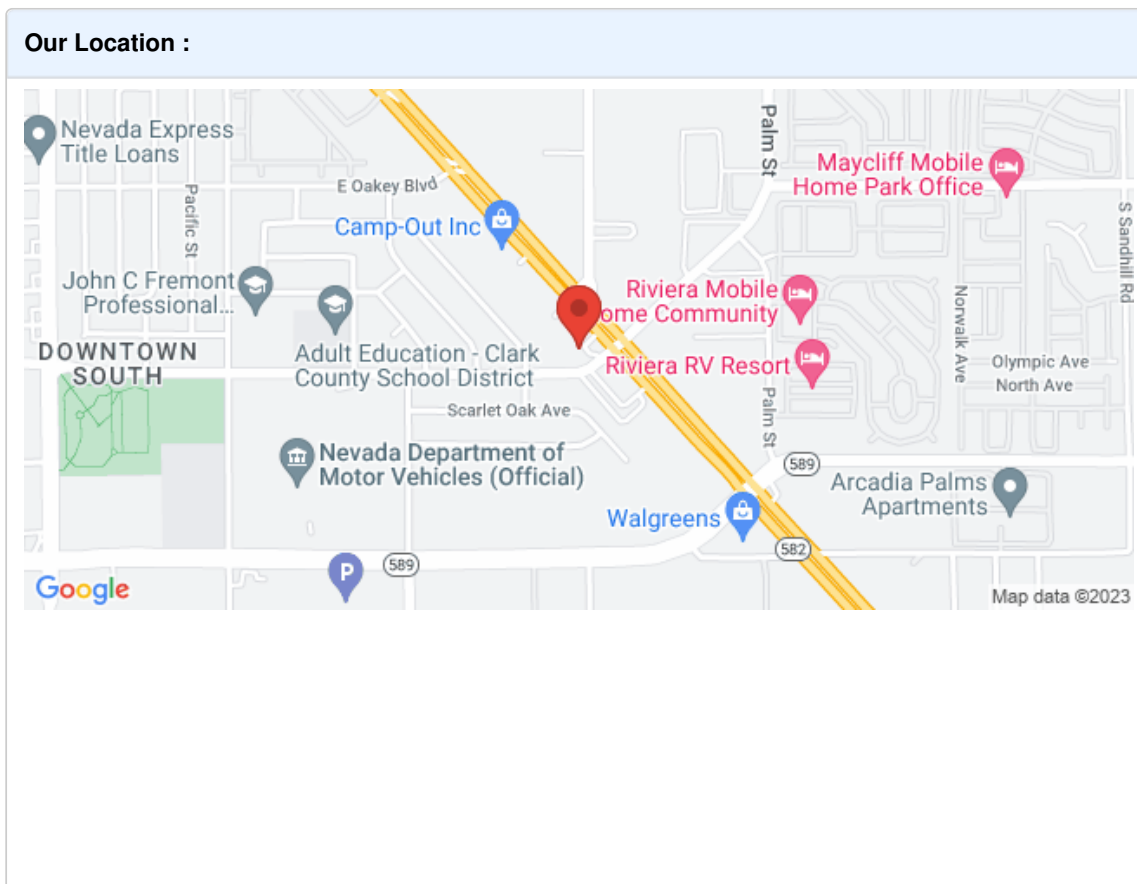 Our Location :
Nevada Express
Title Loans
Palm St
Maycliff Mobile
Home Park Office
E Oakey Blvd
Pacific St
Camp-Out Inc
S Sandhill Rd
John C Fremont
Professional...
Riviera Mobile
ome Community
Norwalk Ave
DOWNTOWN
SOUTH
Adult Education - Clark
County School District
Riviera RV Resort
Olympic Ave
North Ave
Scarlet Oak Ave
Palm St
Nevada Department of
Motor Vehicles (Official)
589
Arcadia Palms
Apartments
Walgreens
582
589
P
Google
Map data ©2023